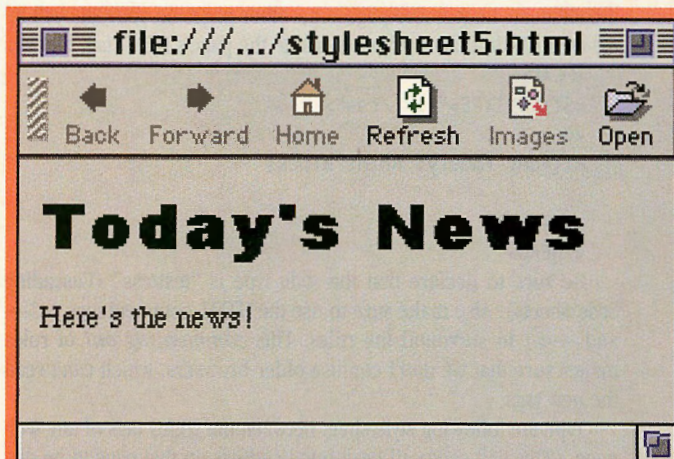 file:///.../stylesheet5.html
Back Forward Home Refresh Images Open
Today's News
Here's the news!